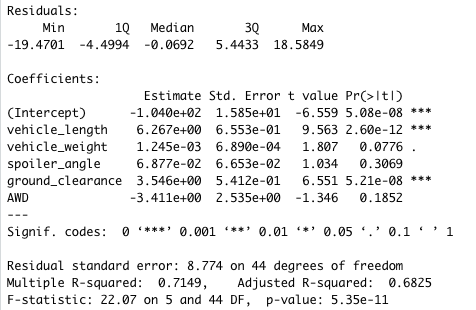 Residuals:
     Min       1Q   Median       3Q      Max
-19.4701  -4.4994  -0.0692   5.4433  18.5849

Coefficients:
                   Estimate Std. Error t value Pr(>|t|)
(Intercept)      -1.040e+02  1.585e+01  -6.559 5.08e-08 ***
vehicle_length    6.267e+00  6.553e-01   9.563 2.60e-12 ***
vehicle_weight    1.245e-03  6.890e-04   1.807   0.0776 .
spoiler_angle     6.877e-02  6.653e-02   1.034   0.3069
ground_clearance  3.546e+00  5.412e-01   6.551 5.21e-08 ***
AWD              -3.411e+00  2.535e+00  -1.346   0.1852
---
Signif. codes:  0 ‘***’ 0.001 ‘**’ 0.01 ‘*’ 0.05 ‘.’ 0.1 ‘ ’ 1

Residual standard error: 8.774 on 44 degrees of freedom
Multiple R-squared:  0.7149,    Adjusted R-squared:  0.6825
F-statistic: 22.07 on 5 and 44 DF,  p-value: 5.35e-11